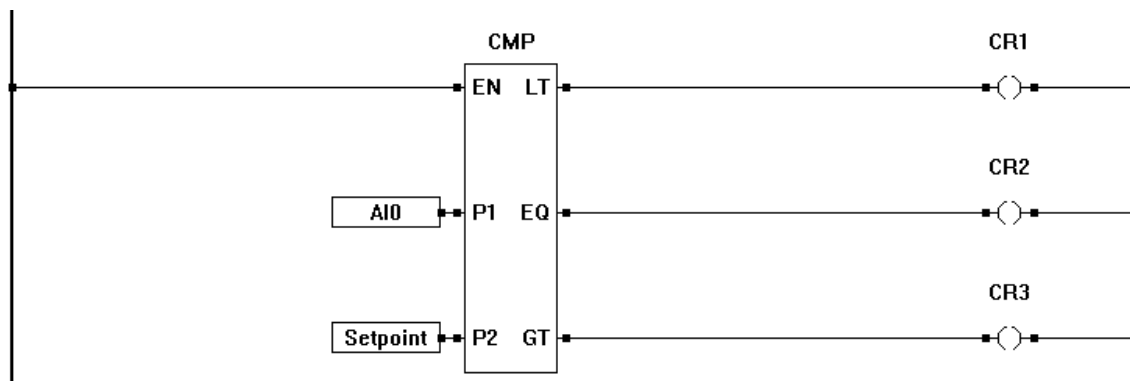 CMP CR1
EN LT
CR2
AI0 P1 EQ
CR3
Setpoint P2 GT